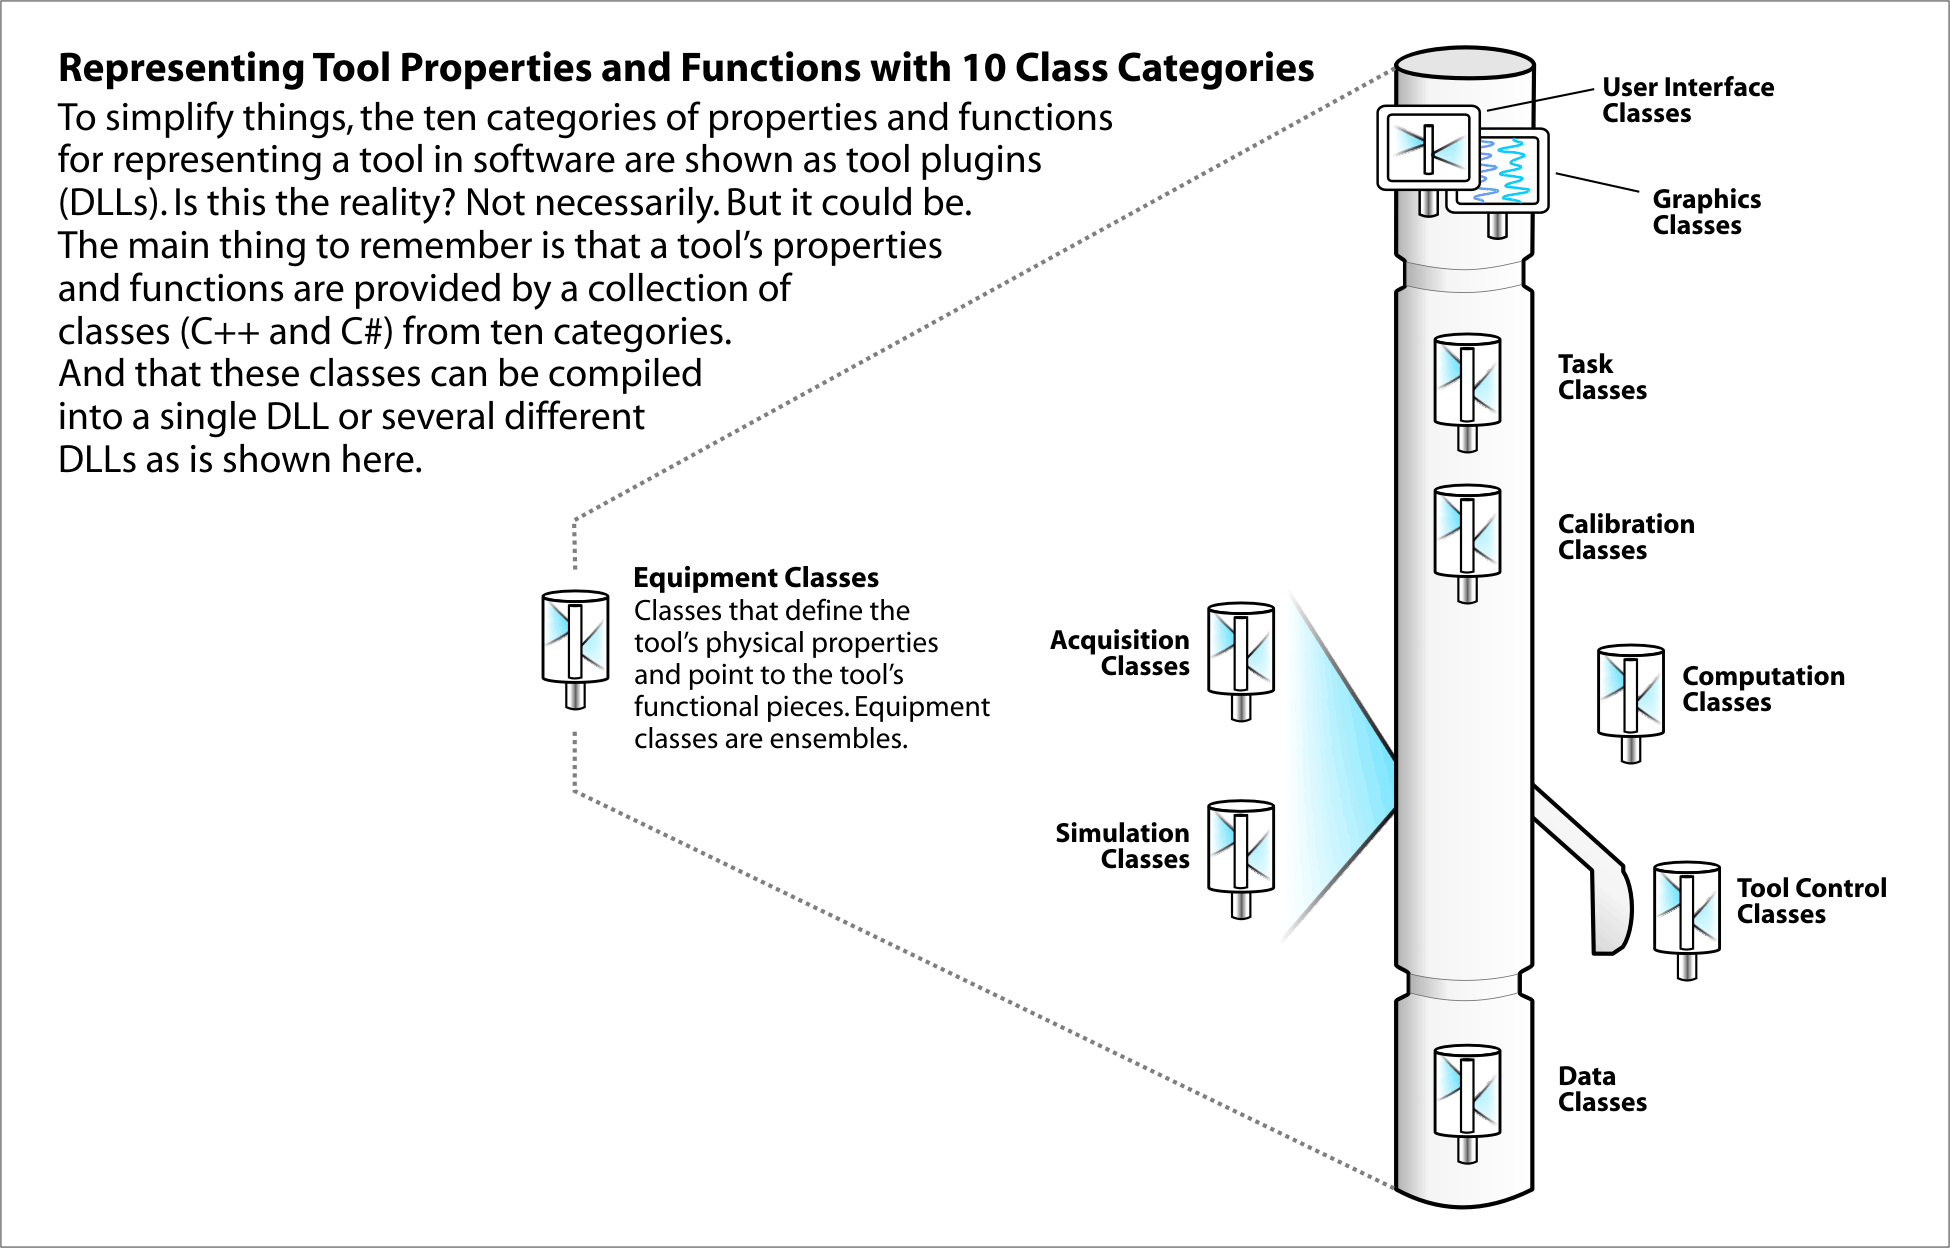 Representing Tool Properties and Functions with 10 Class Categories
To simplify things, the ten categories of properties and functions
for representing a tool in software are shown as tool plugins
(DLLs). Is this the reality? Not necessarily. But it could be.
The main thing to remember is that a tool’s properties
and functions are provided by a collection of
classes (C++ and C#) from ten categories.
And that these classes can be compiled
into a single DLL or several different
DLLs as is shown here.
User Interface
Classes
Graphics
Classes
Task
Classes
Calibration
Classes
Equipment Classes
Classes that define the
tool’s physical properties
and point to the tool’s
functional pieces. Equipment
classes are ensembles.
Acquisition
Classes
Computation
Classes
Simulation
Classes
Tool Control
Classes
Data
Classes